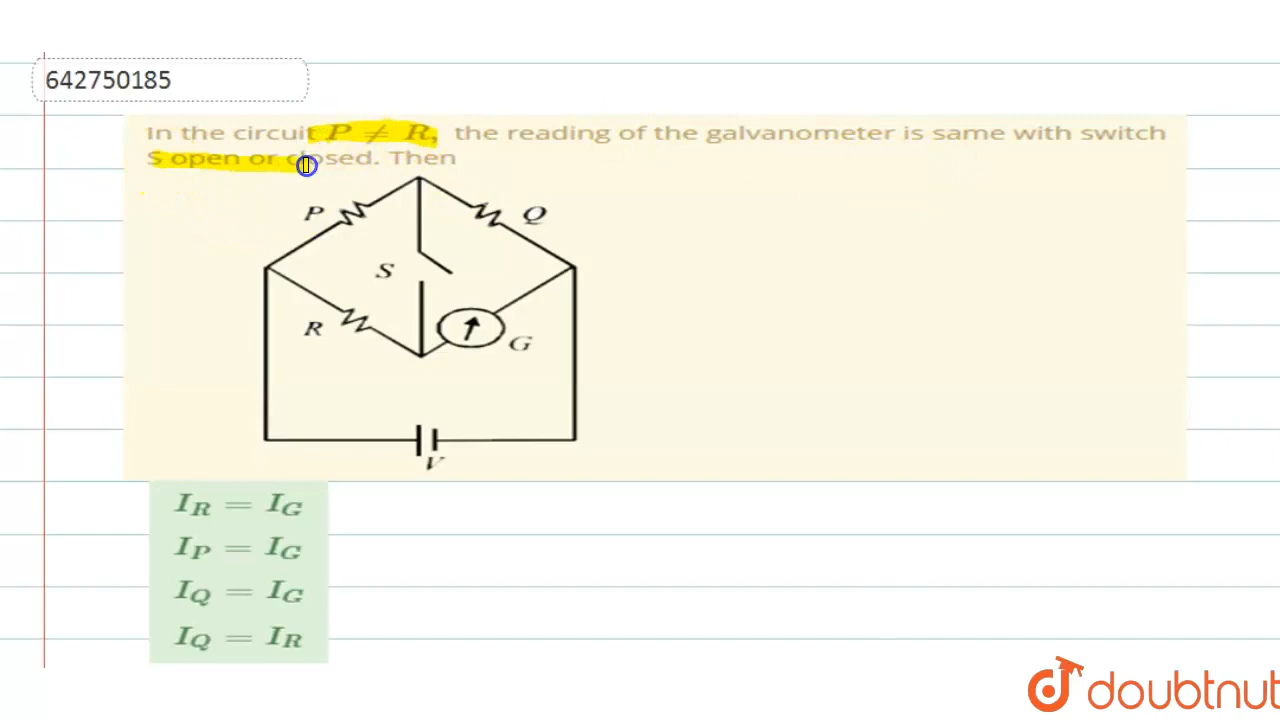 642750185
In the circuit P ≠ R, the reading of the galvanometer is same with switch
S open or closed. Then
P
Q
S
R
G
V
I_R = I_G
I_P = I_G
I_Q = I_G
I_Q = I_R
doubtnut